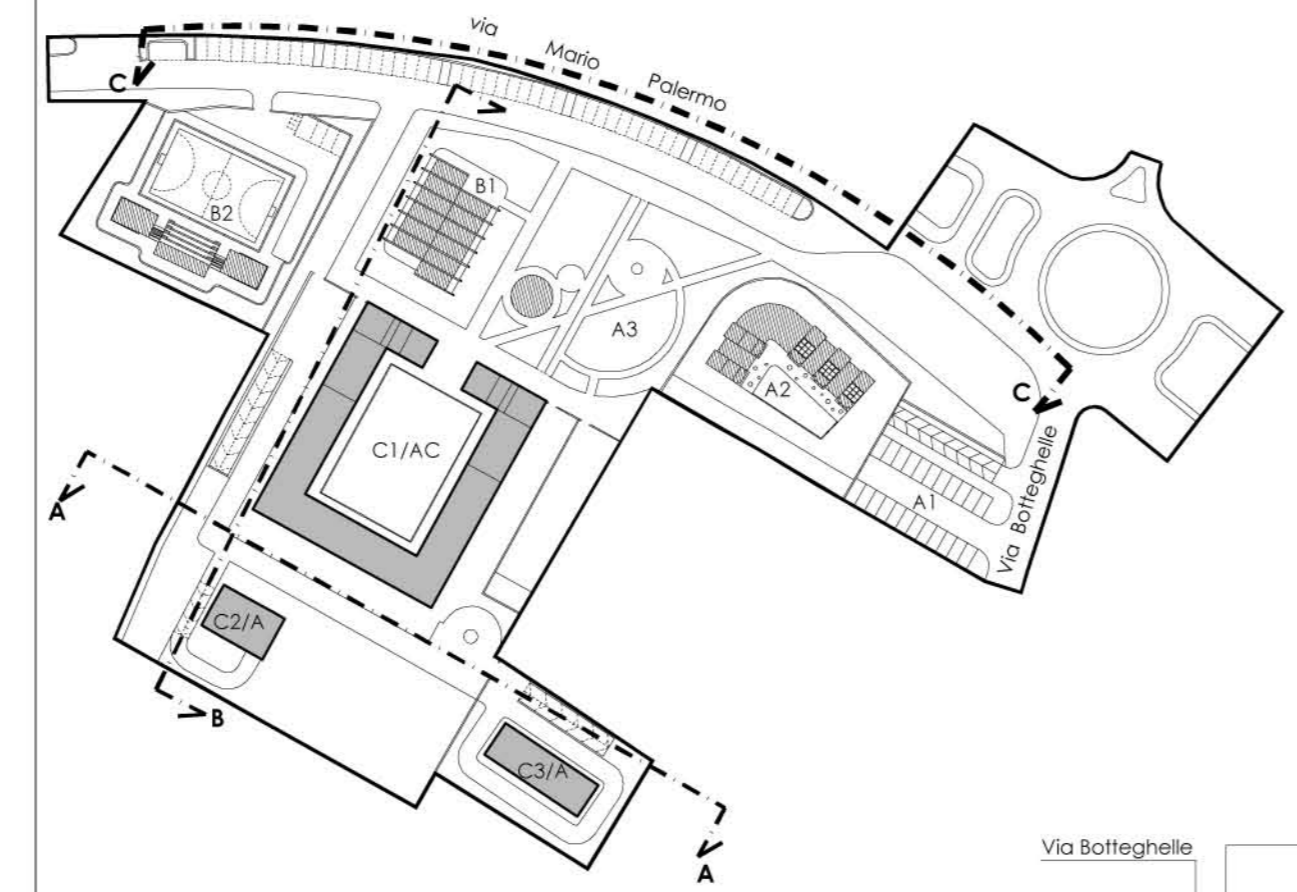 via Mario Palermo
C
B1
B2
A3
A2
C
C1/AC
A1
Via Botteghelle
A
C2/A
B
C3/A
A
Via Botteghelle